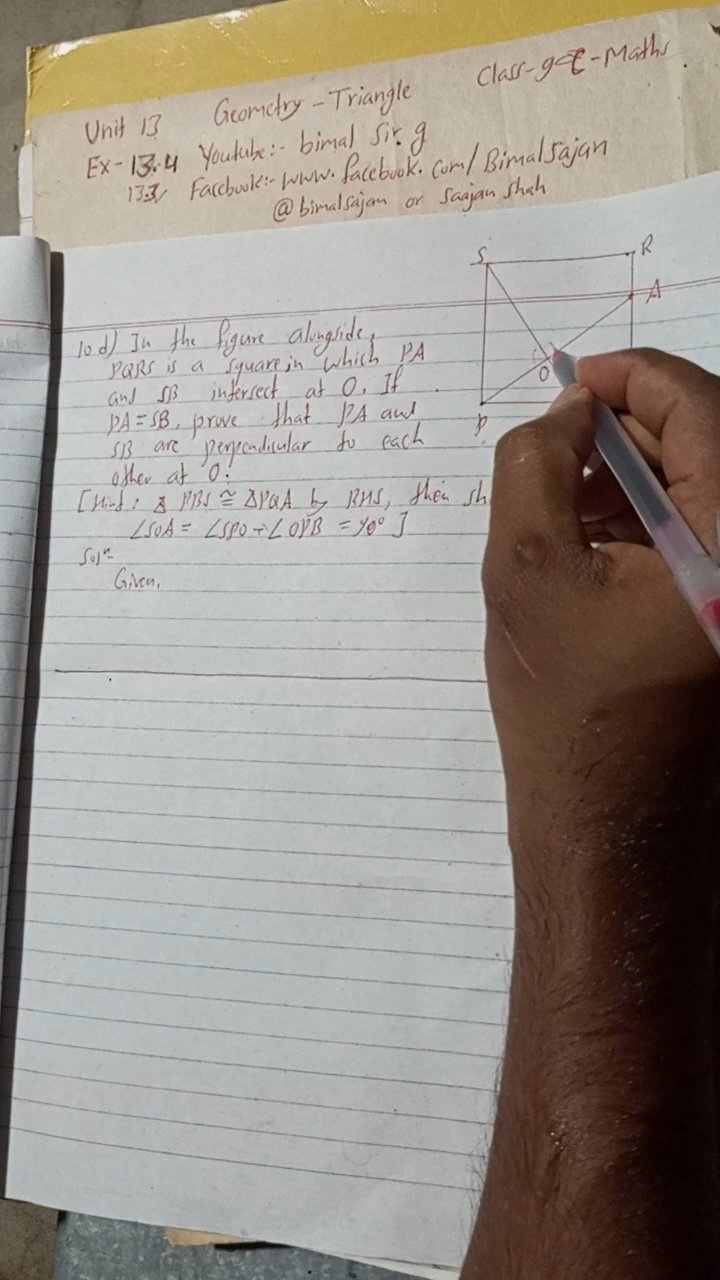 Unit 13 Geometry - Triangle Class-9 - Maths
Ex - 13.4 Youtube:- bimal sir g
13.3/ Facebook:- www.facebook.com/Bimalsajan
@bimalsajan or saajan shah
S R
A
O
P
10 d) In the figure alongside,
PQRS is a square in which PA
and SB intersect at O. If
PA = SB, prove that PA and
SB are perpendicular to each
other at O.
[Hint: Δ PBS ≅ ΔPQA by RHS, then sh
∠SOA = ∠SPO + ∠OPB = 90° ]
Soln
Given,